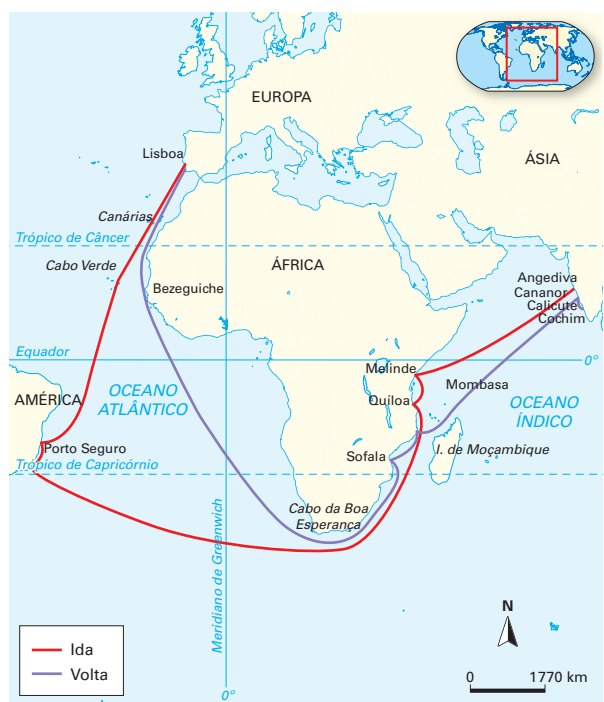 EUROPA
Lisboa
ÁSIA
Canárias
Trópico de Câncer
Cabo Verde
ÁFRICA
Bezeguiche
Angediva
Cananor
Calicute
Cochim
Equador
0°
Melinde
Mombasa
AMÉRICA
OCEANO
ATLÂNTICO
Quíloa
OCEANO
ÍNDICO
Porto Seguro
Sofala
I. de Moçambique
Trópico de Capricórnio
Cabo da Boa
Esperança
Meridiano de Greenwich
N
Ida
Volta
0 1770 km
0°